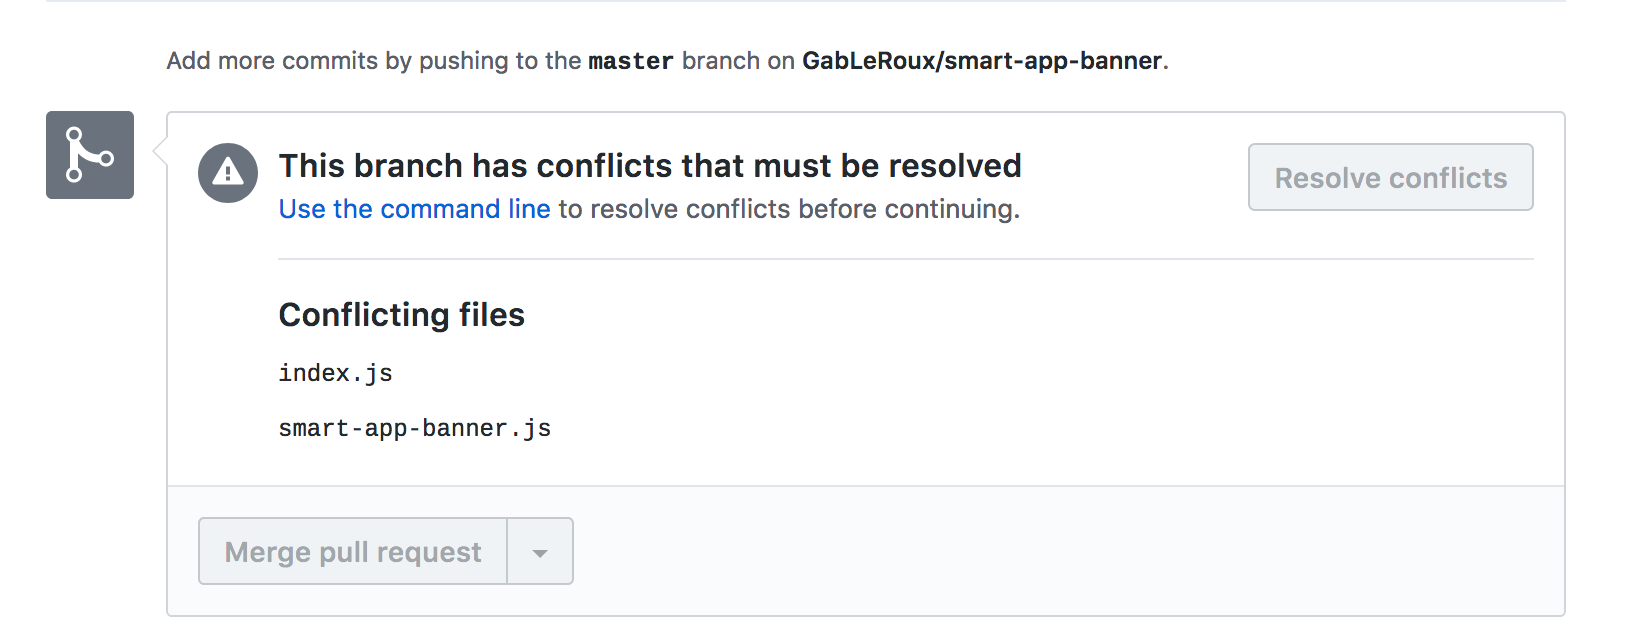 Add more commits by pushing to the master branch on GabLeRoux/smart-app-banner.
This branch has conflicts that must be resolved
Resolve conflicts
Use the command line to resolve conflicts before continuing.
Conflicting files
index.js
smart-app-banner.js
Merge pull request